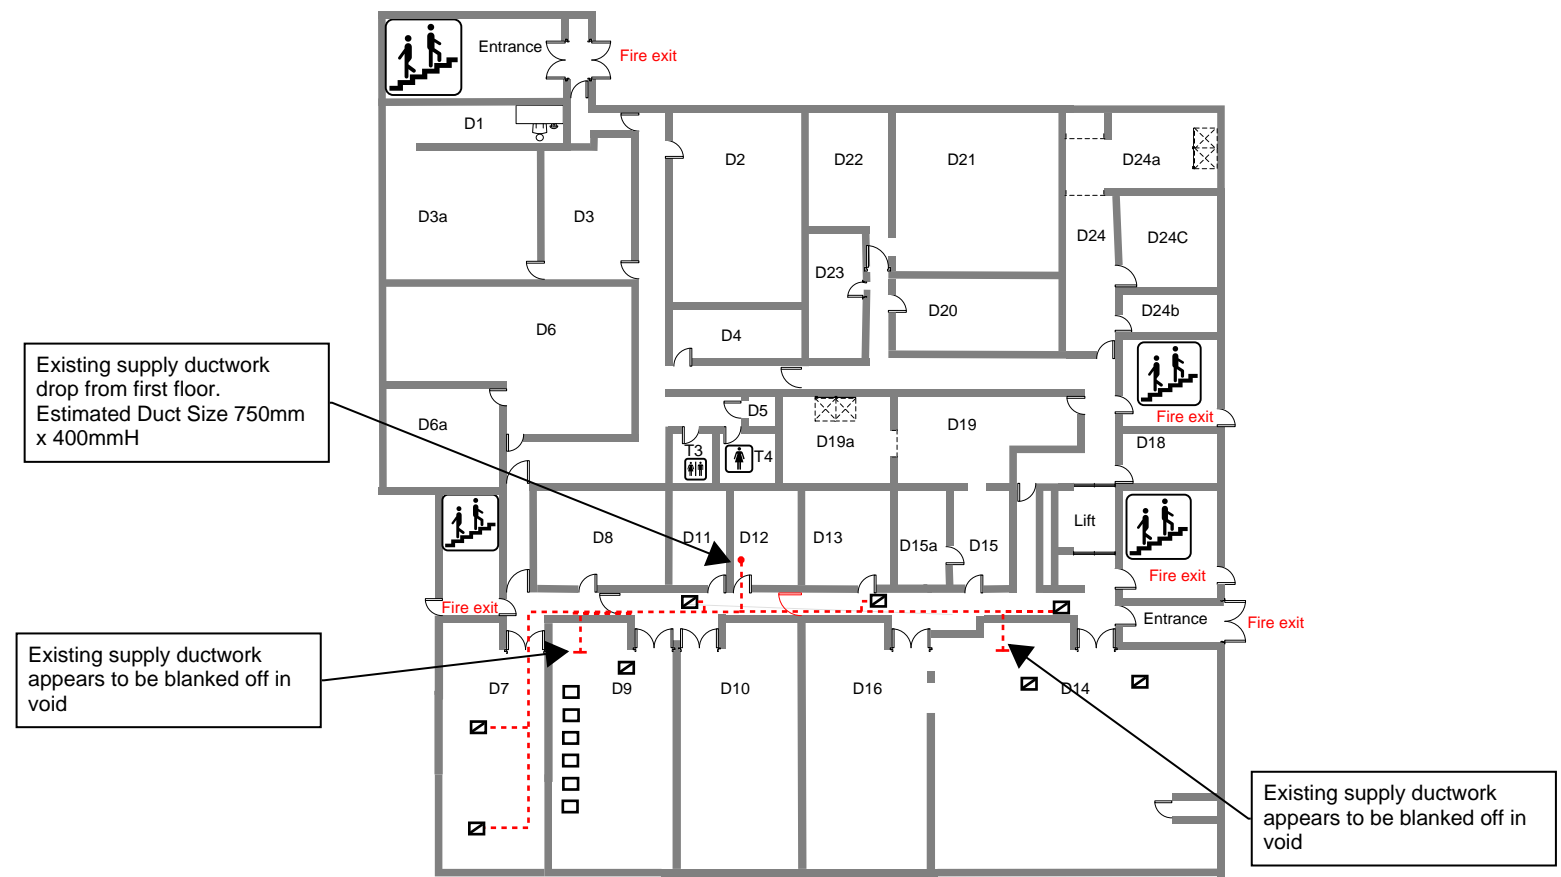 Entrance
Fire exit
D1
D2
D22
D21
D24a
D3a
D3
D24
D24C
D23
D20
D24b
D6
D4
Existing supply ductwork
drop from first floor.
Estimated Duct Size 750mm
x 400mmH
D6a
D5
D19
Fire exit
D19a
D18
T3
T4
D8
D11
D12
D13
D15a
D15
Lift
Fire exit
Fire exit
Entrance
Fire exit
Existing supply ductwork
appears to be blanked off in
void
D7
D9
D10
D16
D14
Existing supply ductwork
appears to be blanked off in
void